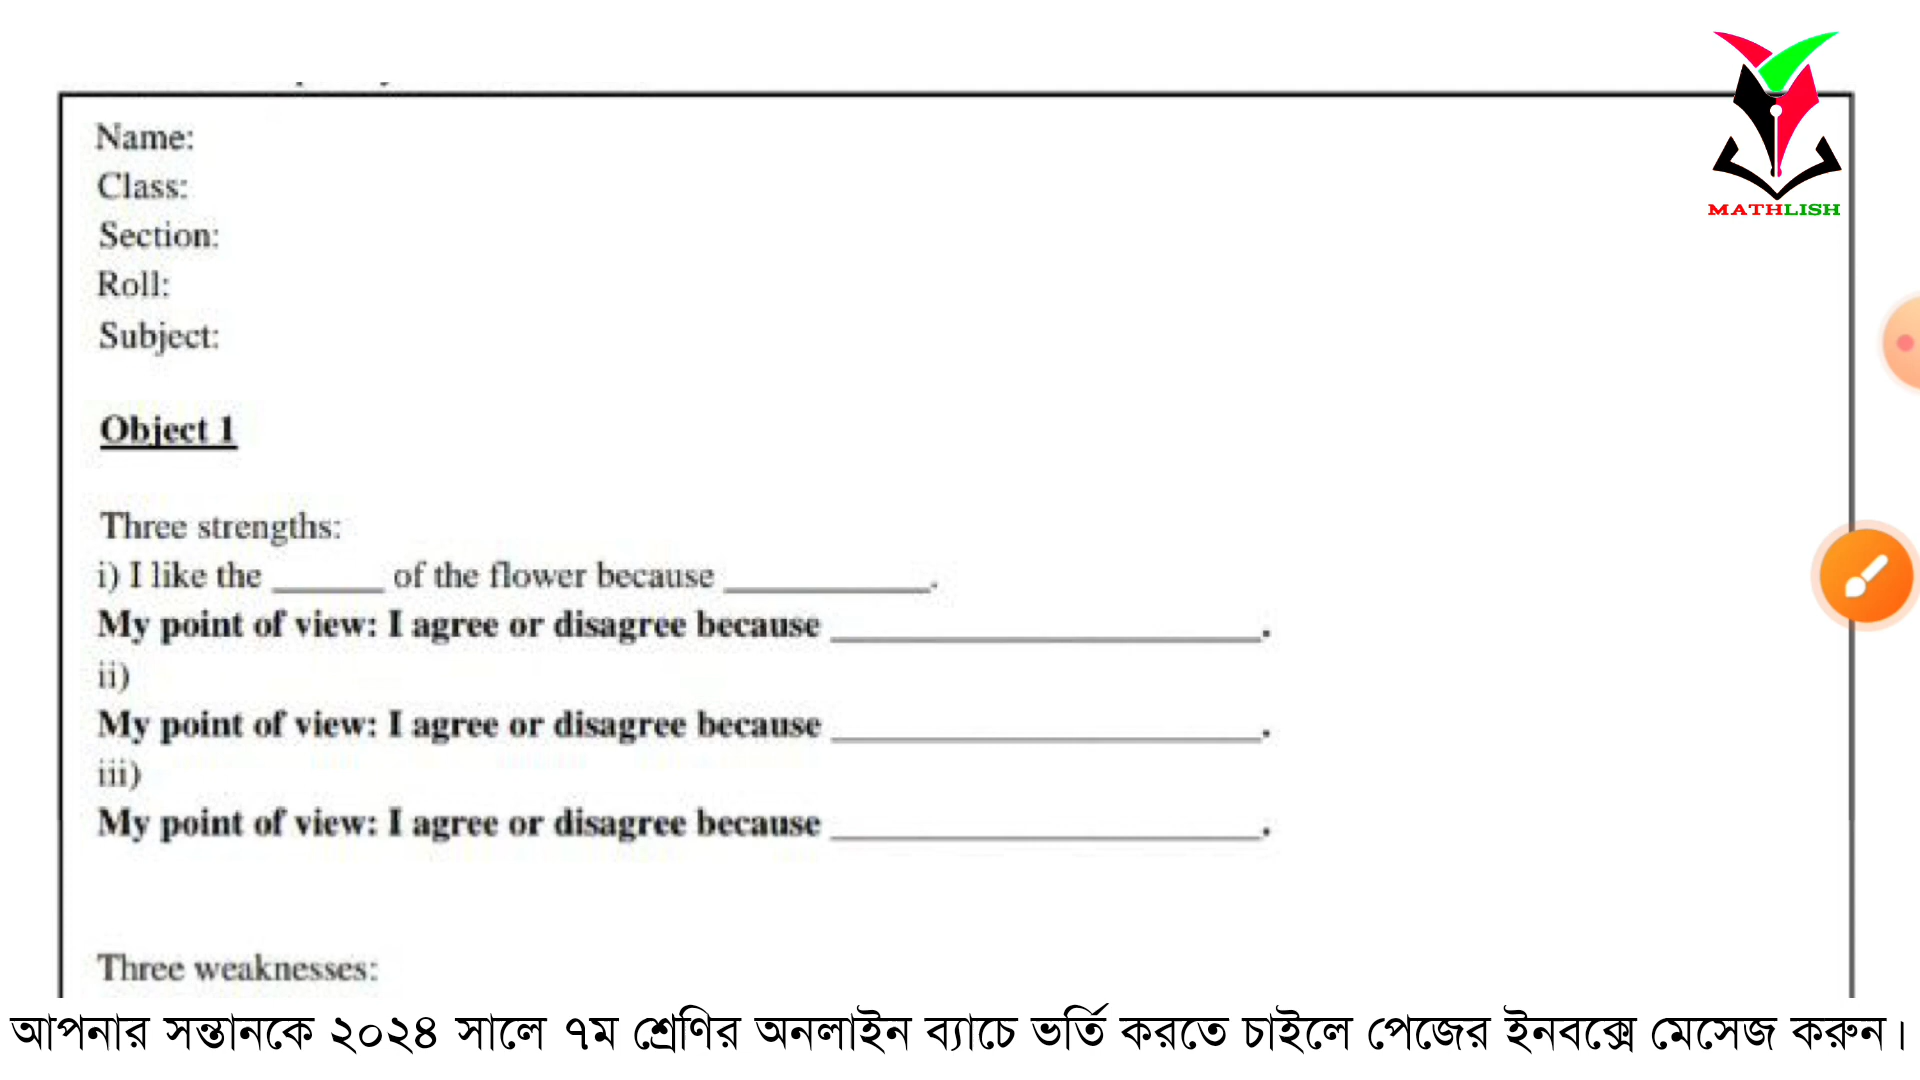 MATHLISH
Name:
Class:
Section:
Roll:
Subject:
Object 1
Three strengths:
i) I like the ______ of the flower because ___________.
My point of view: I agree or disagree because _______________________.
ii)
My point of view: I agree or disagree because _______________________.
iii)
My point of view: I agree or disagree because _______________________.
Three weaknesses:
আপনার সন্তানকে ২০২৪ সালে ৭ম শ্রেণির অনলাইন ব্যাচে ভর্তি করতে চাইলে পেজের ইনবক্সে মেসেজ করুন।